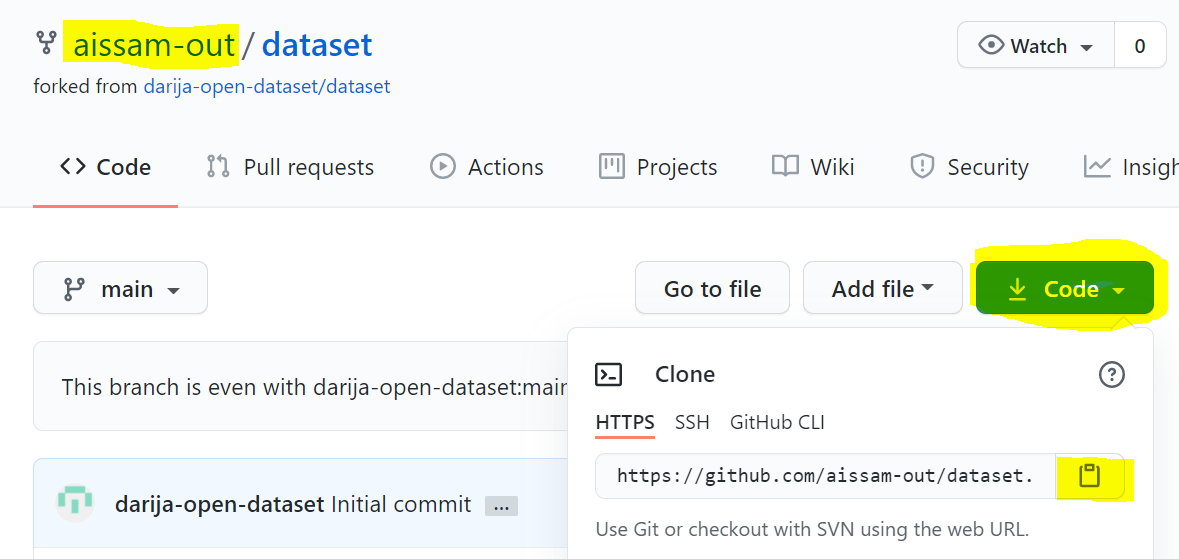 aissam-out / dataset
Watch 0
forked from darija-open-dataset/dataset
Code Pull requests Actions Projects Wiki Security Insigh
main Go to file Add file Code
Clone
This branch is even with darija-open-dataset:main
HTTPS SSH GitHub CLI
https://github.com/aissam-out/dataset.
darija-open-dataset Initial commit ...
Use Git or checkout with SVN using the web URL.